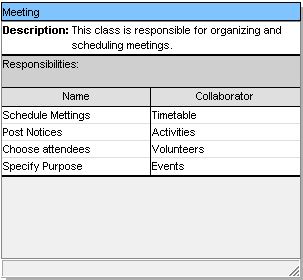 Meeting
Description: This class is responsible for organizing and
scheduling meetings.
Responsibilities:
Name Collaborator
Schedule Mettings Timetable
Post Notices Activities
Choose attendees Volunteers
Specify Purpose Events